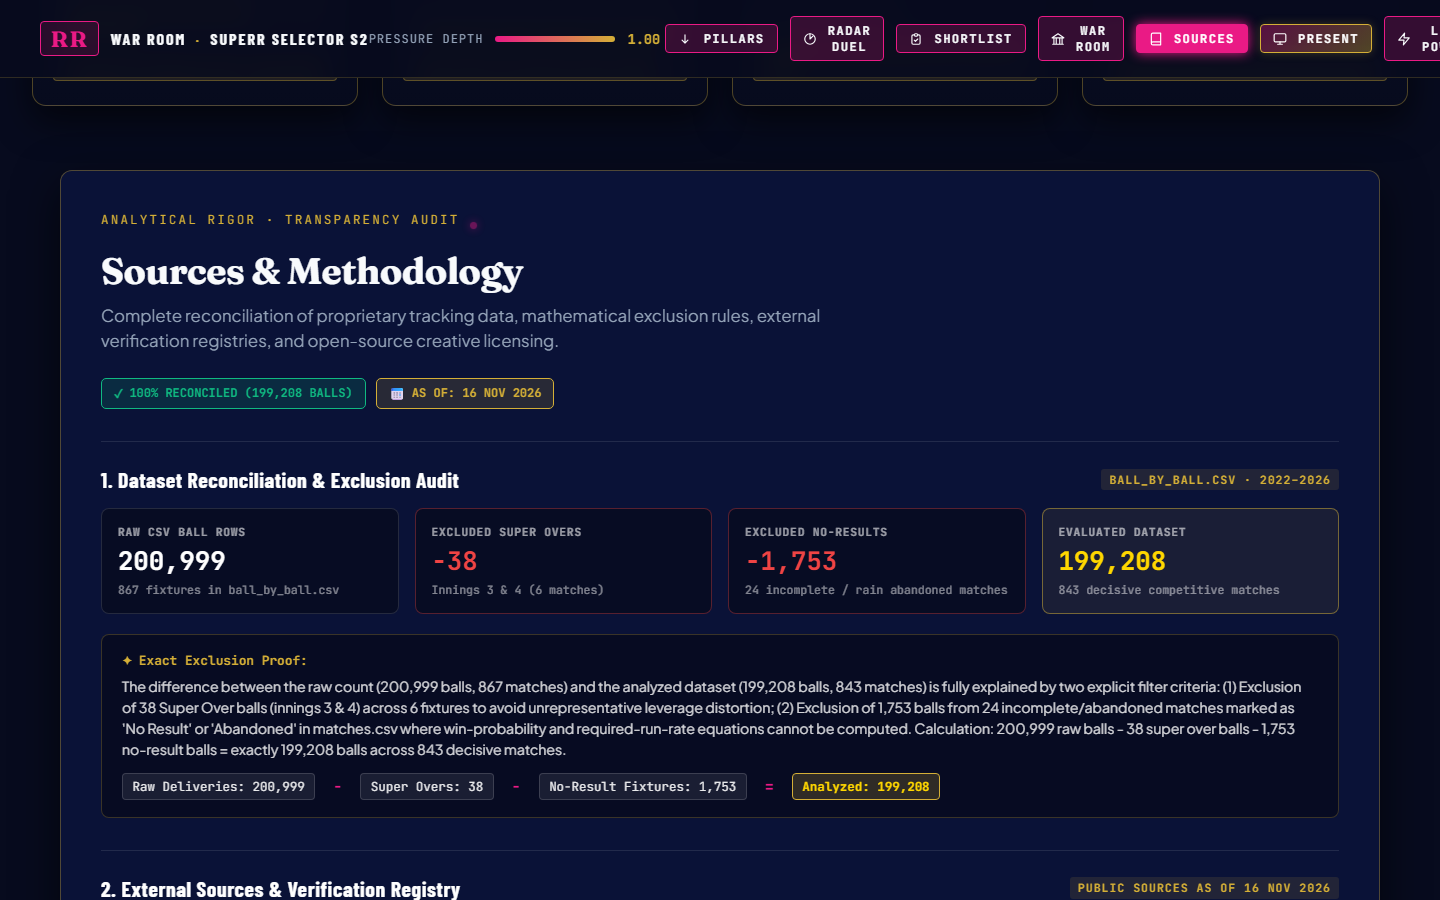 RR
WAR ROOM · SUPERR SELECTOR S2
PRESSURE DEPTH
1.00
↓ PILLARS
RADAR
DUEL
SHORTLIST
WAR
ROOM
SOURCES
PRESENT
ANALYTICAL RIGOR · TRANSPARENCY AUDIT
Sources & Methodology
Complete reconciliation of proprietary tracking data, mathematical exclusion rules, external
verification registries, and open-source creative licensing.
✓ 100% RECONCILED (199,208 BALLS)
AS OF: 16 NOV 2026
1. Dataset Reconciliation & Exclusion Audit
BALL_BY_BALL.CSV · 2022–2026
RAW CSV BALL ROWS
200,999
867 fixtures in ball_by_ball.csv
EXCLUDED SUPER OVERS
-38
Innings 3 & 4 (6 matches)
EXCLUDED NO-RESULTS
-1,753
24 incomplete / rain abandoned matches
EVALUATED DATASET
199,208
843 decisive competitive matches
✦ Exact Exclusion Proof:
The difference between the raw count (200,999 balls, 867 matches) and the analyzed dataset (199,208 balls, 843 matches) is fully explained by two explicit filter criteria: (1) Exclusion
of 38 Super Over balls (innings 3 & 4) across 6 fixtures to avoid unrepresentative leverage distortion; (2) Exclusion of 1,753 balls from 24 incomplete/abandoned matches marked as
'No Result' or 'Abandoned' in matches.csv where win-probability and required-run-rate equations cannot be computed. Calculation: 200,999 raw balls - 38 super over balls - 1,753
no-result balls = exactly 199,208 balls across 843 decisive matches.
Raw Deliveries: 200,999 - Super Overs: 38 - No-Result Fixtures: 1,753 = Analyzed: 199,208
2. External Sources & Verification Registry
PUBLIC SOURCES AS OF 16 NOV 2026